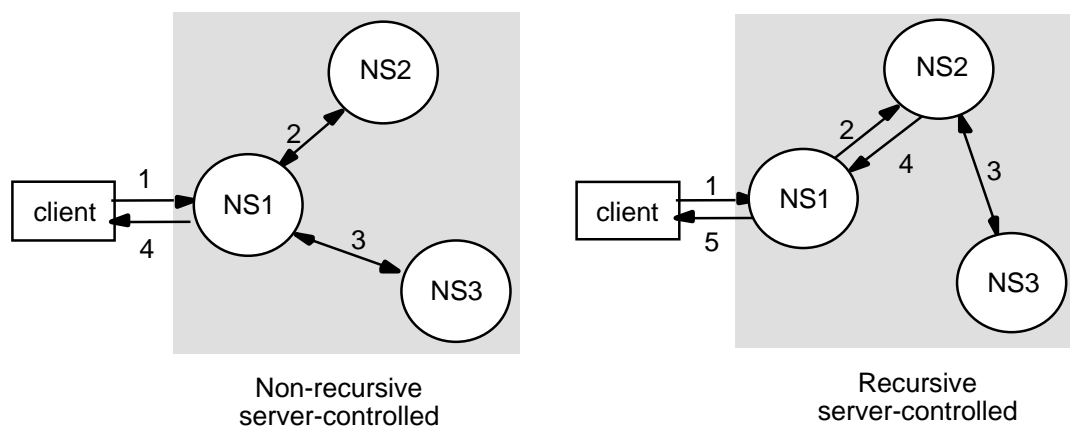 NS2
2
1
client
NS1
4
3
NS3
Non-recursive
server-controlled
NS2
2
4
1
3
client
NS1
5
NS3
Recursive
server-controlled